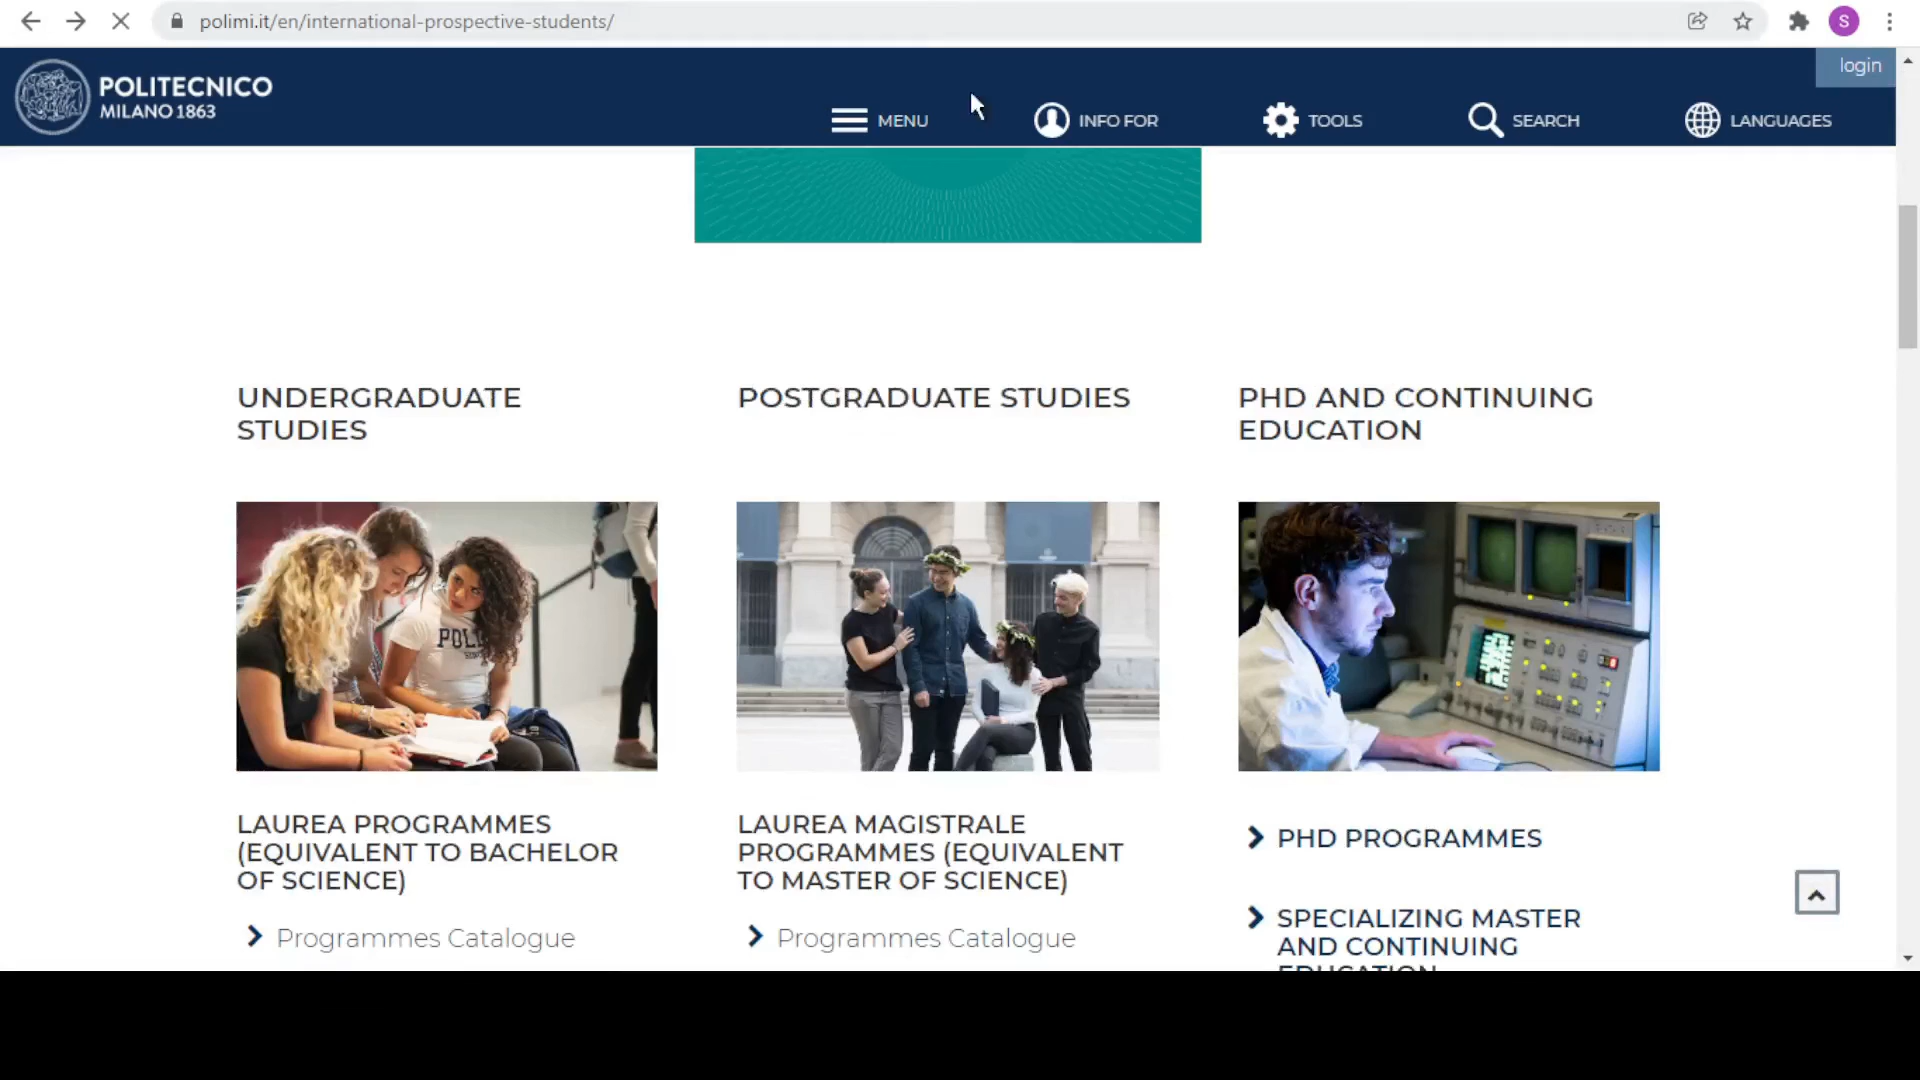 polimi.it/en/international-prospective-students/
S
login
POLITECNICO
MILANO 1863
MENU
INFO FOR
TOOLS
SEARCH
LANGUAGES
UNDERGRADUATE
STUDIES
POSTGRADUATE STUDIES
PHD AND CONTINUING
EDUCATION
POLI
LAUREA PROGRAMMES
(EQUIVALENT TO BACHELOR
OF SCIENCE)
Programmes Catalogue
LAUREA MAGISTRALE
PROGRAMMES (EQUIVALENT
TO MASTER OF SCIENCE)
Programmes Catalogue
PHD PROGRAMMES
SPECIALIZING MASTER
AND CONTINUING
EDUCATION